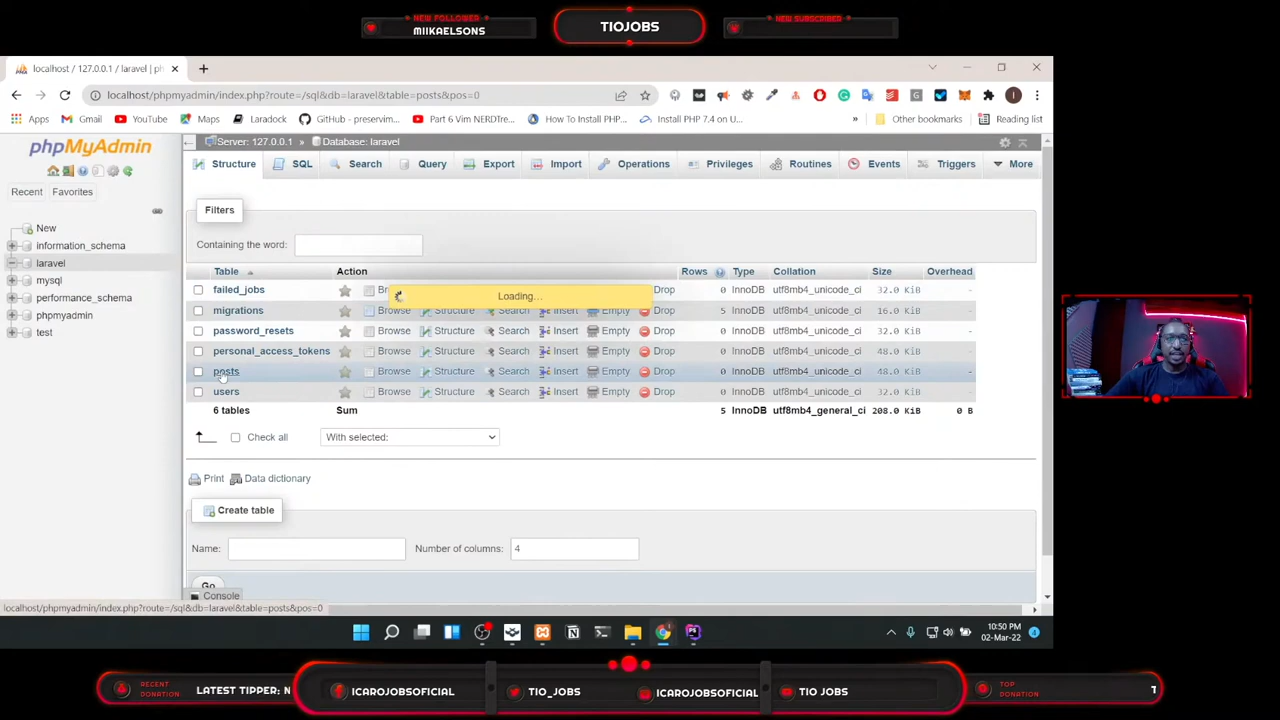 NEW FOLLOWER
MIIKAELSONS
TIOJOBS
NEW SUBSCRIBER
localhost / 127.0.0.1 / laravel | ph
localhost/phpmyadmin/index.php?route=/sql&db=laravel&table=posts&pos=0
Apps Gmail YouTube Maps Laradock GitHub - preservim... Part 6 Vim NERDTre... How To Install PHP... Install PHP 7.4 on U... » Other bookmarks Reading list
phpMyAdmin
Recent Favorites
New
information_schema
laravel
mysql
performance_schema
phpmyadmin
test
Server: 127.0.0.1 » Database: laravel
Structure SQL Search Query Export Import Operations Privileges Routines Events Triggers More
Filters
Containing the word:
Table Action Rows Type Collation Size Overhead
failed_jobs Bro 0 InnoDB utf8mb4_unicode_ci 32.0 KiB
Loading...
migrations Browse Structure Search Insert Empty Drop 5 InnoDB utf8mb4_unicode_ci 16.0 KiB
password_resets Browse Structure Search Insert Empty Drop 0 InnoDB utf8mb4_unicode_ci 32.0 KiB
personal_access_tokens Browse Structure Search Insert Empty Drop 0 InnoDB utf8mb4_unicode_ci 48.0 KiB
posts Browse Structure Search Insert Empty Drop 0 InnoDB utf8mb4_unicode_ci 48.0 KiB
users Browse Structure Search Insert Empty Drop 0 InnoDB utf8mb4_unicode_ci 32.0 KiB
6 tables Sum 5 InnoDB utf8mb4_general_ci 208.0 KiB 0 B
Check all With selected:
Print Data dictionary
Create table
Name: Number of columns: 4
Go
Console
localhost/phpmyadmin/index.php?route=/sql&db=laravel&table=posts&pos=0
10:50 PM
02-Mar-22
4
RECENT DONATION LATEST TIPPER: N
ICAROJOBSOFICIAL
TIO_JOBS
ICAROJOBSOFICIAL
TIO JOBS
TOP DONATION